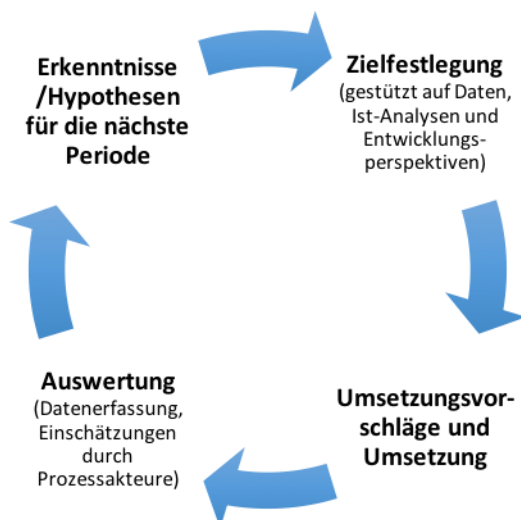 Erkenntnisse
/Hypothesen
für die nächste
Periode
Zielfestlegung
(gestützt auf Daten,
Ist-Analysen und
Entwicklungs-
perspektiven)
Umsetzungsvor-
schläge und
Umsetzung
Auswertung
(Datenerfassung,
Einschätzungen
durch
Prozessakteure)